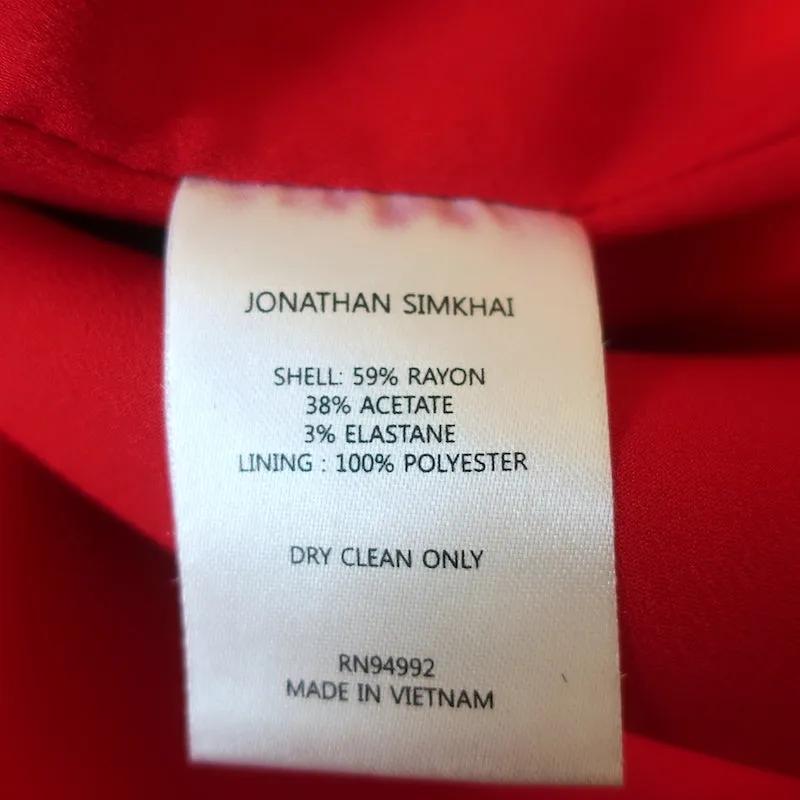 JONATHAN SIMKHAI
SHELL: 59% RAYON
38% ACETATE
3% ELASTANE
LINING : 100% POLYESTER
DRY CLEAN ONLY
RN94992
MADE IN VIETNAM